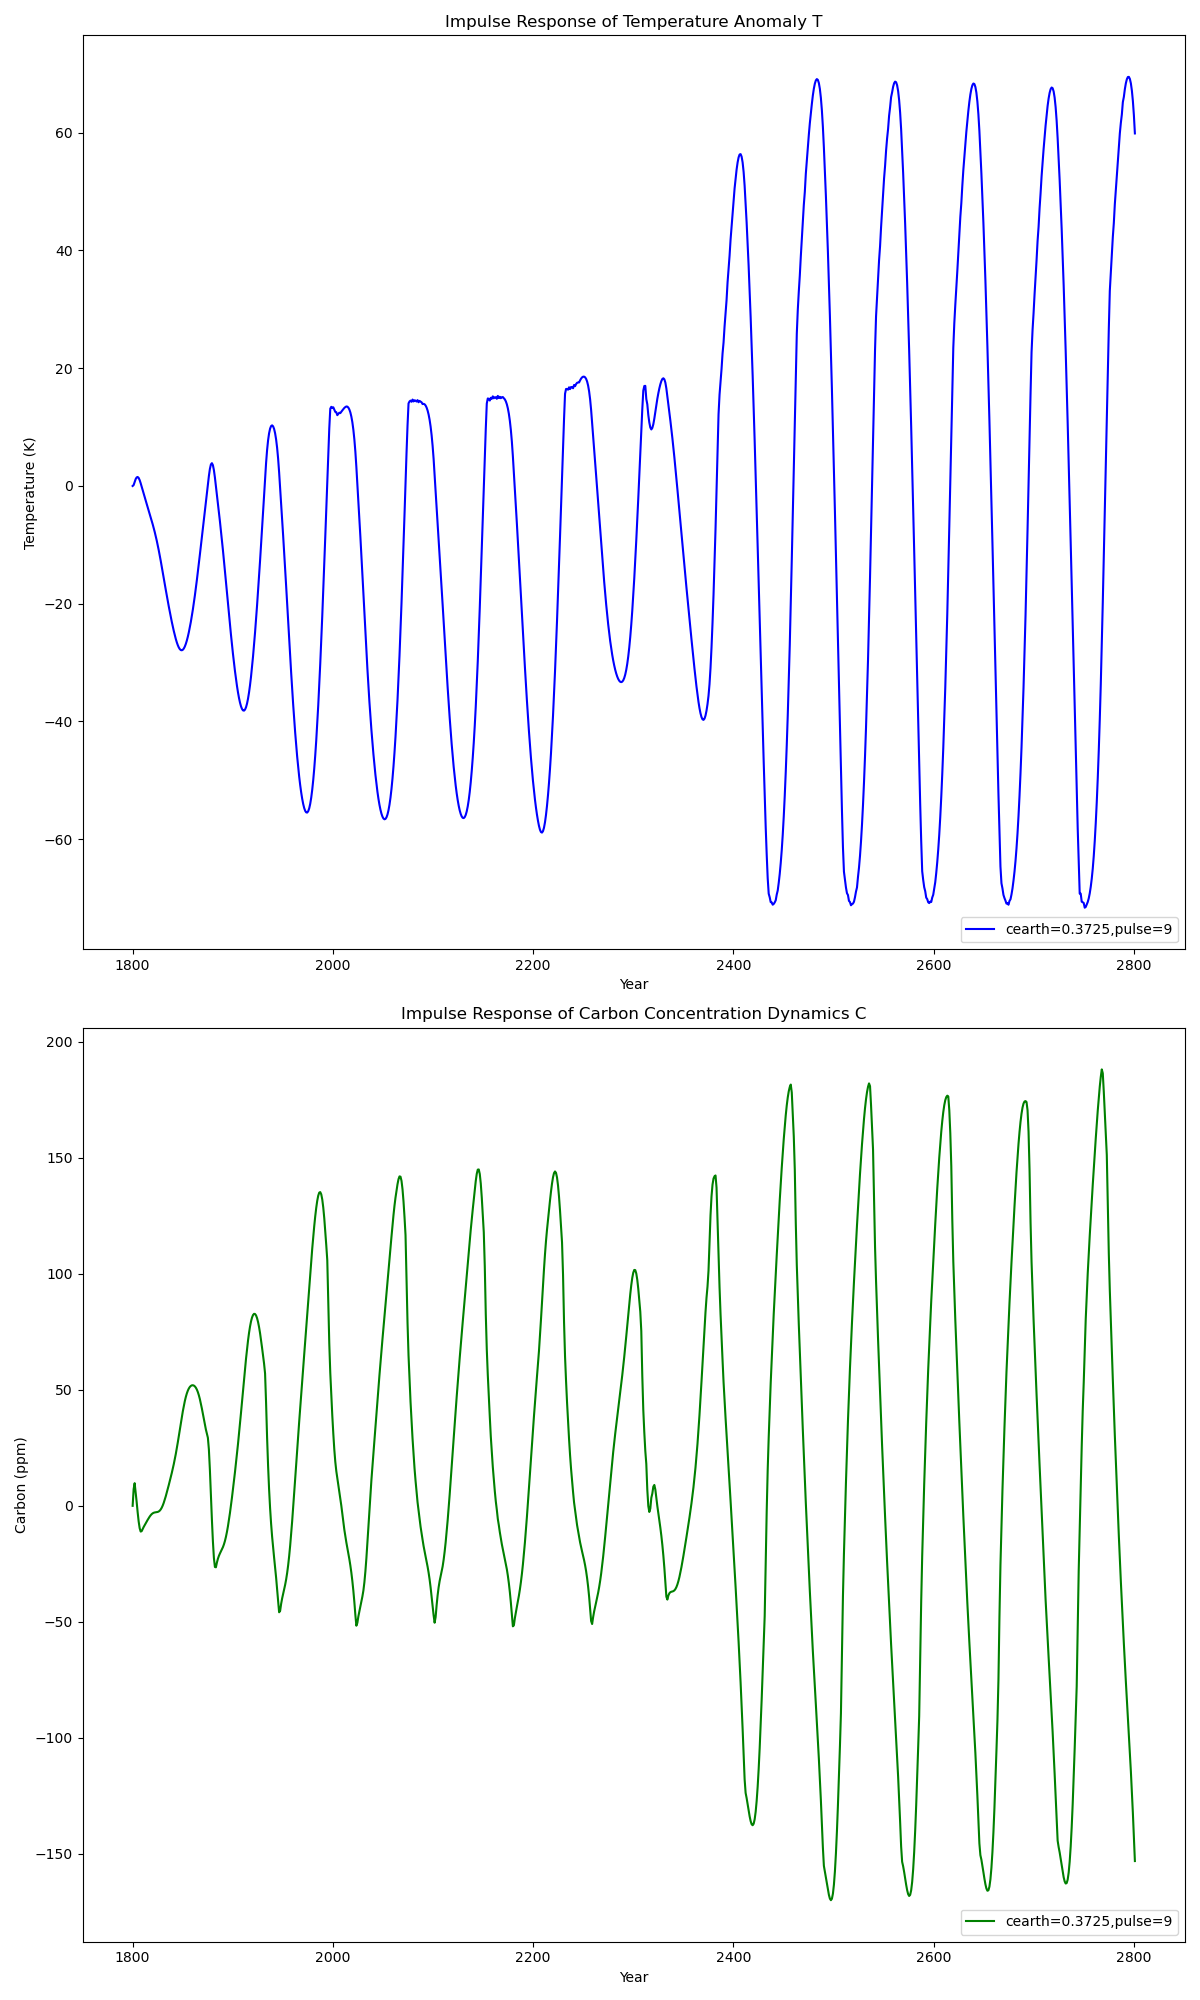 Impulse Response of Temperature Anomaly T
Temperature (K)
60
40
20
0
−20
−40
−60
cearth=0.3725,pulse=9
1800 2000 2200 2400 2600 2800
Year
Impulse Response of Carbon Concentration Dynamics C
Carbon (ppm)
200
150
100
50
0
−50
−100
−150
cearth=0.3725,pulse=9
1800 2000 2200 2400 2600 2800
Year